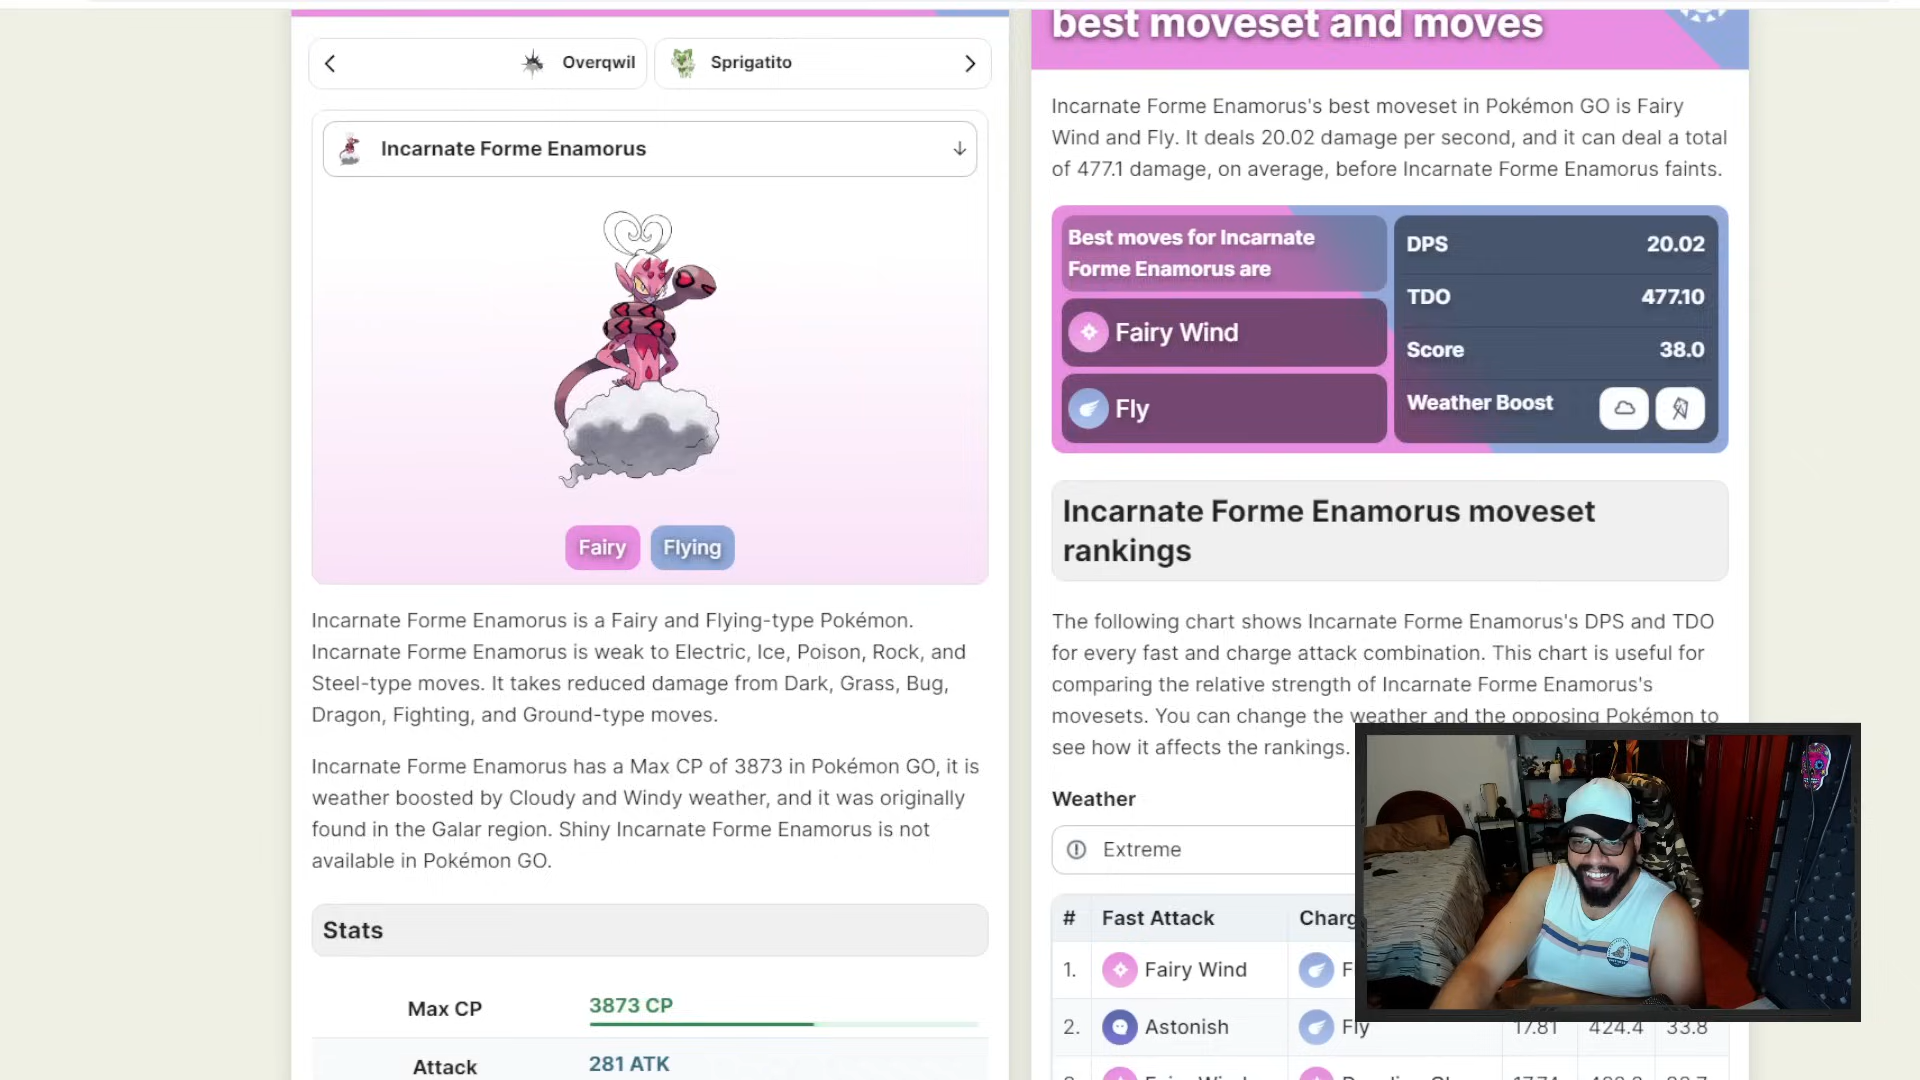 Overqwil
Sprigatito
Incarnate Forme Enamorus
Fairy
Flying
Incarnate Forme Enamorus is a Fairy and Flying-type Pokémon.
Incarnate Forme Enamorus is weak to Electric, Ice, Poison, Rock, and
Steel-type moves. It takes reduced damage from Dark, Grass, Bug,
Dragon, Fighting, and Ground-type moves.
Incarnate Forme Enamorus has a Max CP of 3873 in Pokémon GO, it is
weather boosted by Cloudy and Windy weather, and it was originally
found in the Galar region. Shiny Incarnate Forme Enamorus is not
available in Pokémon GO.
Stats
Max CP 3873 CP
Attack 281 ATK
best moveset and moves
Incarnate Forme Enamorus's best moveset in Pokémon GO is Fairy
Wind and Fly. It deals 20.02 damage per second, and it can deal a total
of 477.1 damage, on average, before Incarnate Forme Enamorus faints.
Best moves for Incarnate
Forme Enamorus are
Fairy Wind
Fly
DPS 20.02
TDO 477.10
Score 38.0
Weather Boost
Incarnate Forme Enamorus moveset
rankings
The following chart shows Incarnate Forme Enamorus's DPS and TDO
for every fast and charge attack combination. This chart is useful for
comparing the relative strength of Incarnate Forme Enamorus's
movesets. You can change the weather and the opposing Pokémon to
see how it affects the rankings.
Weather
Extreme
# Fast Attack Charg
1. Fairy Wind F
2. Astonish Fly 17.81 424.4 33.8